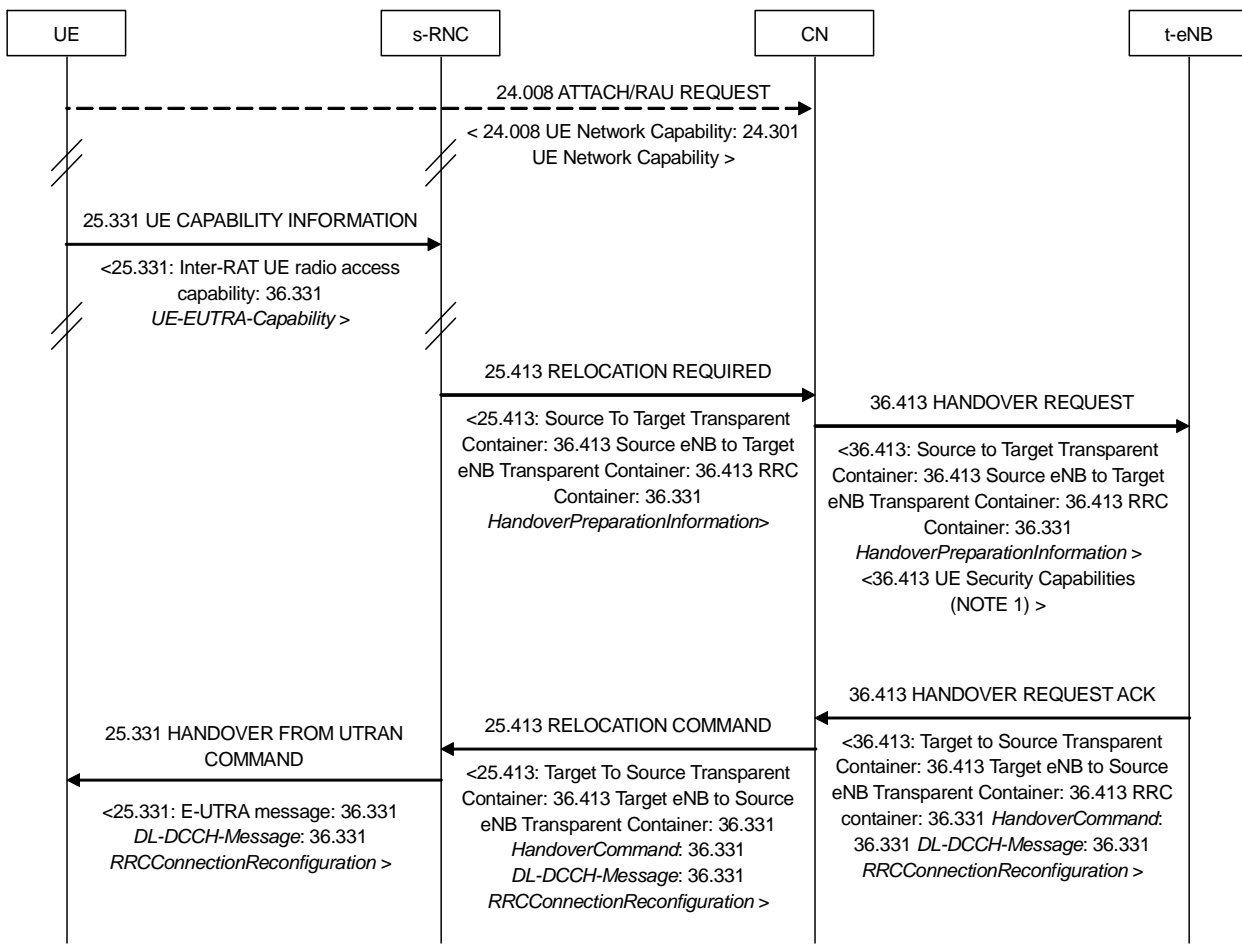 UE
s-RNC
CN
t-eNB
24.008 ATTACH/RAU REQUEST
< 24.008 UE Network Capability: 24.301
UE Network Capability >
25.331 UE CAPABILITY INFORMATION
<25.331: Inter-RAT UE radio access
capability: 36.331
UE-EUTRA-Capability >
25.413 RELOCATION REQUIRED
<25.413: Source To Target Transparent
Container: 36.413 Source eNB to Target
eNB Transparent Container: 36.413 RRC
Container: 36.331
HandoverPreparationInformation>
36.413 HANDOVER REQUEST
<36.413: Source to Target Transparent
Container: 36.413 Source eNB to Target
eNB Transparent Container: 36.413 RRC
Container: 36.331
HandoverPreparationInformation >
<36.413 UE Security Capabilities
(NOTE 1) >
36.413 HANDOVER REQUEST ACK
<36.413: Target to Source Transparent
Container: 36.413 Target eNB to Source
eNB Transparent Container: 36.413 RRC
container: 36.331 HandoverCommand:
36.331 DL-DCCH-Message: 36.331
RRCConnectionReconfiguration >
25.413 RELOCATION COMMAND
<25.413: Target To Source Transparent
Container: 36.413 Target eNB to Source
eNB Transparent Container: 36.331
HandoverCommand: 36.331
DL-DCCH-Message: 36.331
RRCConnectionReconfiguration >
25.331 HANDOVER FROM UTRAN
COMMAND
<25.331: E-UTRA message: 36.331
DL-DCCH-Message: 36.331
RRCConnectionReconfiguration >